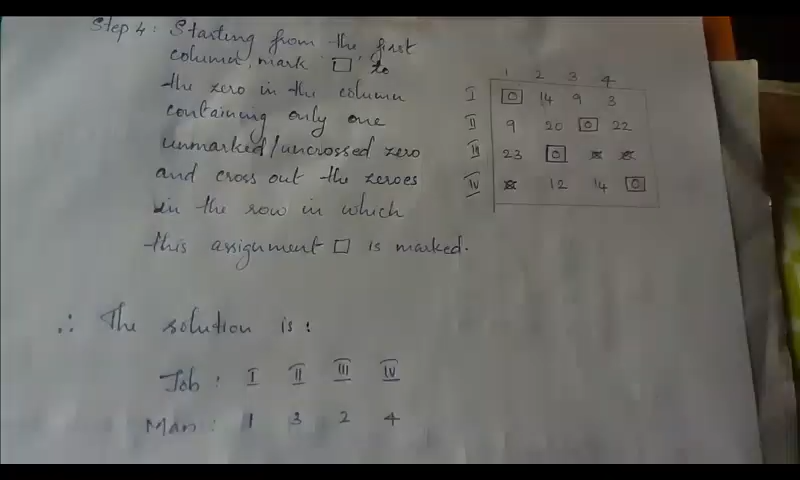 Step 4: Starting from the first
column, mark '□' to
the zero in the column
containing only one
unmarked/uncrossed zero
and cross out the zeroes
in the row in which
this assignment □ is marked.
1 2 3 4
I 0 14 9 3
II 9 20 0 22
III 23 0
IV 12 14 0
∴ The solution is:
Job: I II III IV
Man: 1 3 2 4